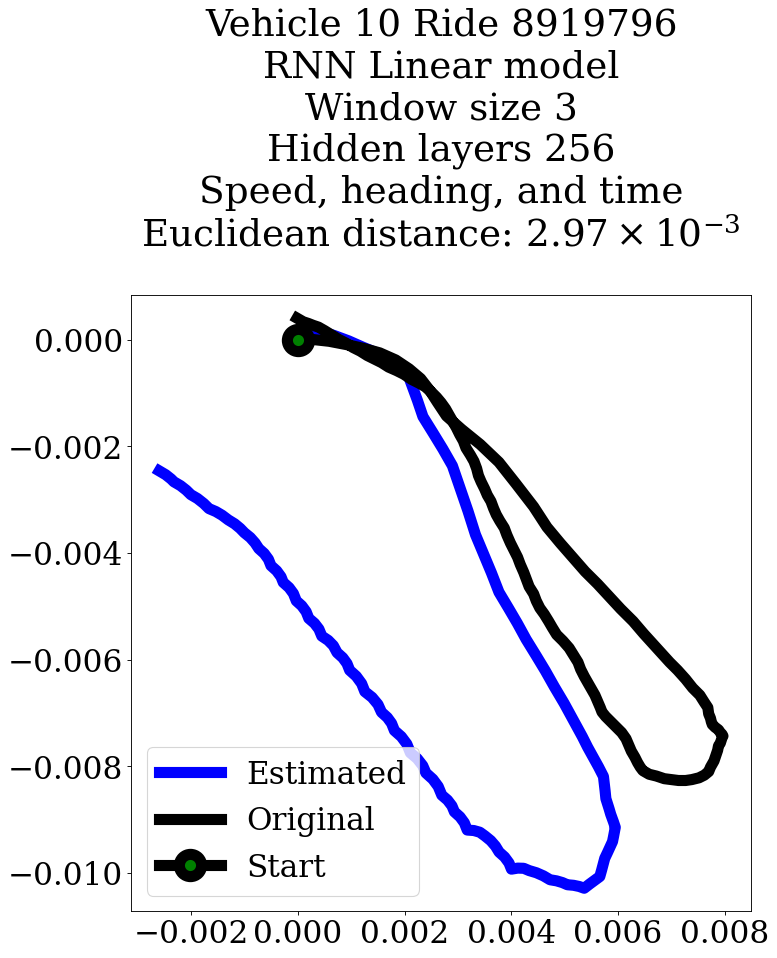 Vehicle 10 Ride 8919796
RNN Linear model
Window size 3
Hidden layers 256
Speed, heading, and time
Euclidean distance: 2.97 × 10⁻³
0.000
−0.002
−0.004
−0.006
−0.008
−0.010
Estimated
Original
Start
−0.002 0.000 0.002 0.004 0.006 0.008